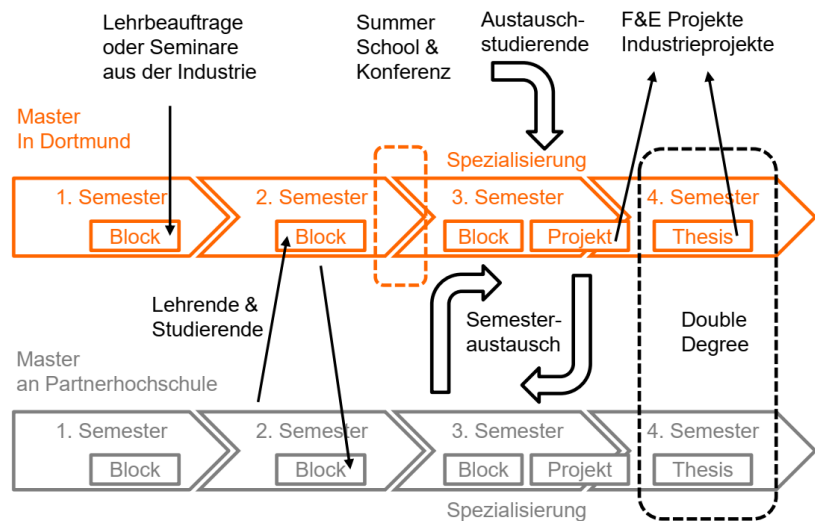 Lehrbeauftrage
oder Seminare
aus der Industrie
Summer
School &
Konferenz
Austausch-
studierende
F&E Projekte
Industrieprojekte
Master
In Dortmund
Spezialisierung
1. Semester
2. Semester
3. Semester
4. Semester
Block
Block
Block
Projekt
Thesis
Lehrende &
Studierende
Semester-
austausch
Double
Degree
Master
an Partnerhochschule
1. Semester
2. Semester
3. Semester
4. Semester
Block
Block
Block
Projekt
Thesis
Spezialisierung